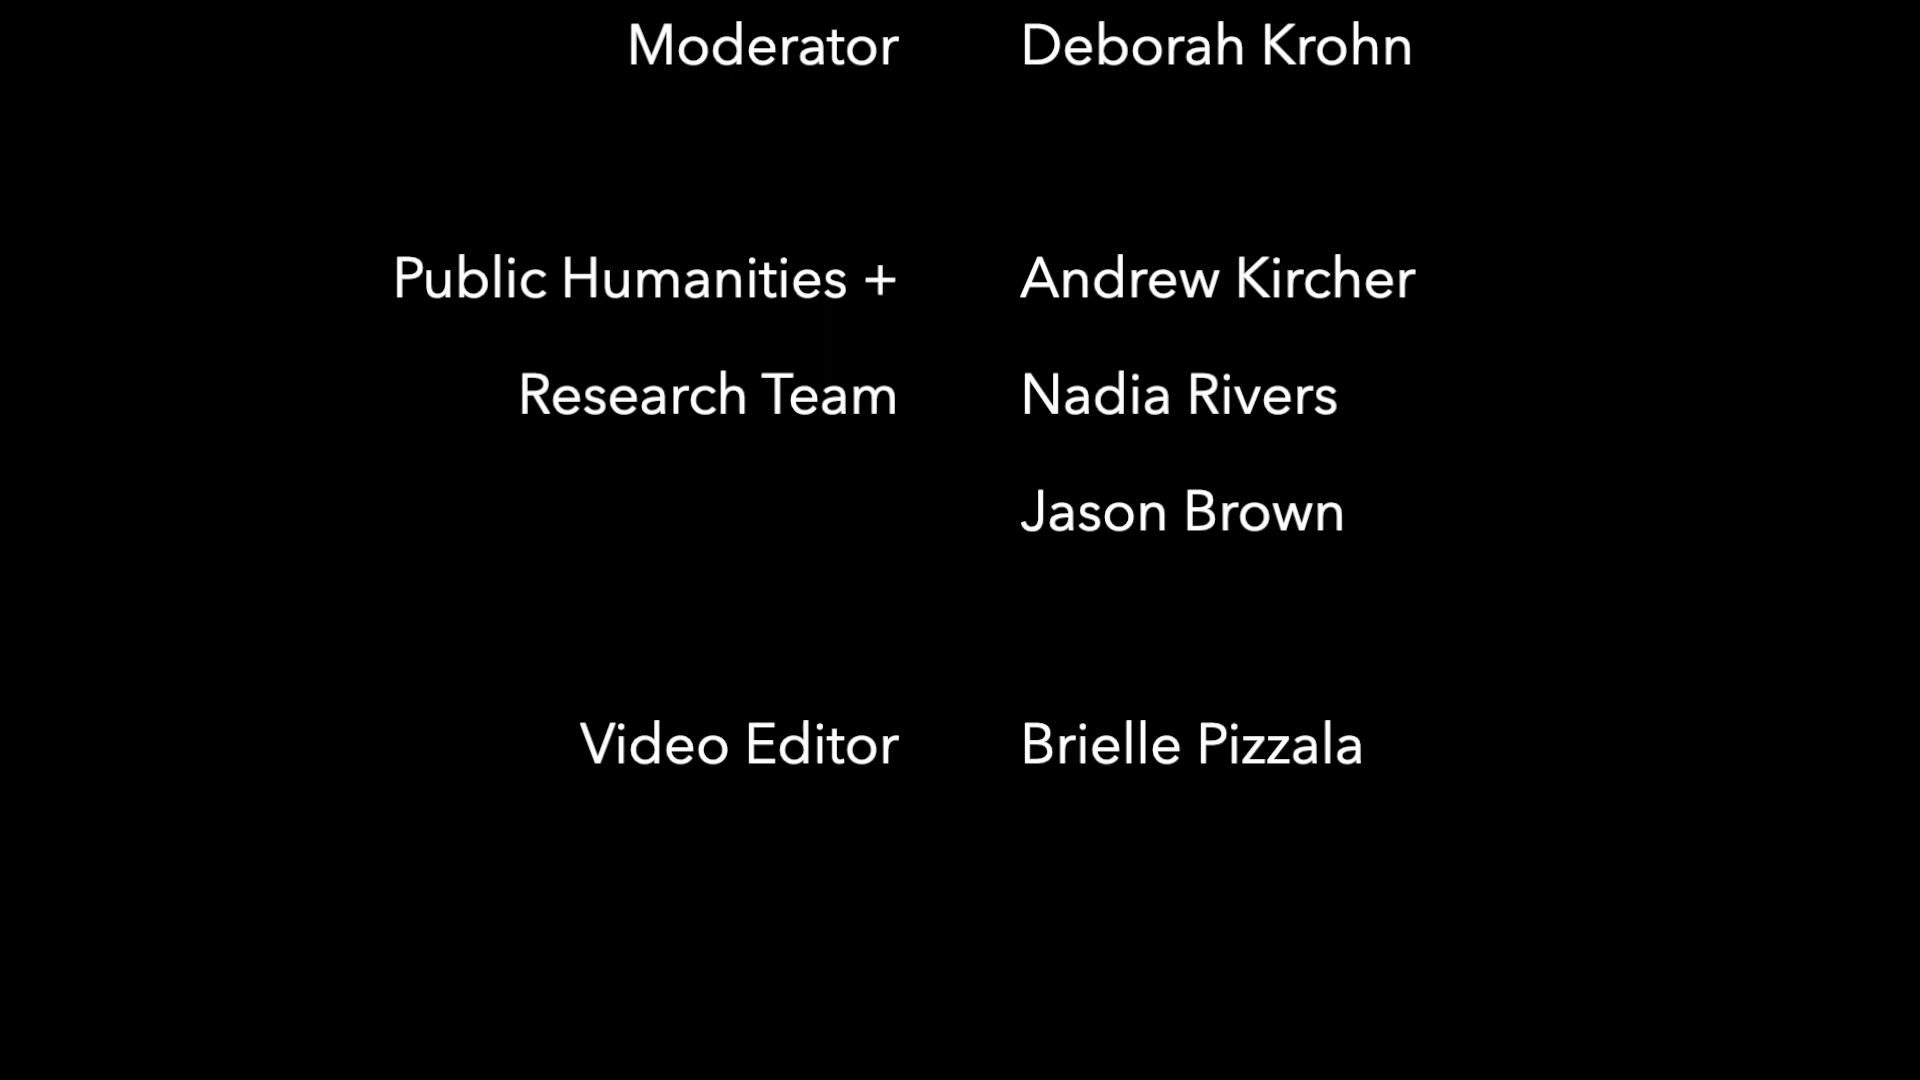 Moderator Deborah Krohn
Public Humanities + Andrew Kircher
Research Team Nadia Rivers
Jason Brown
Video Editor Brielle Pizzala